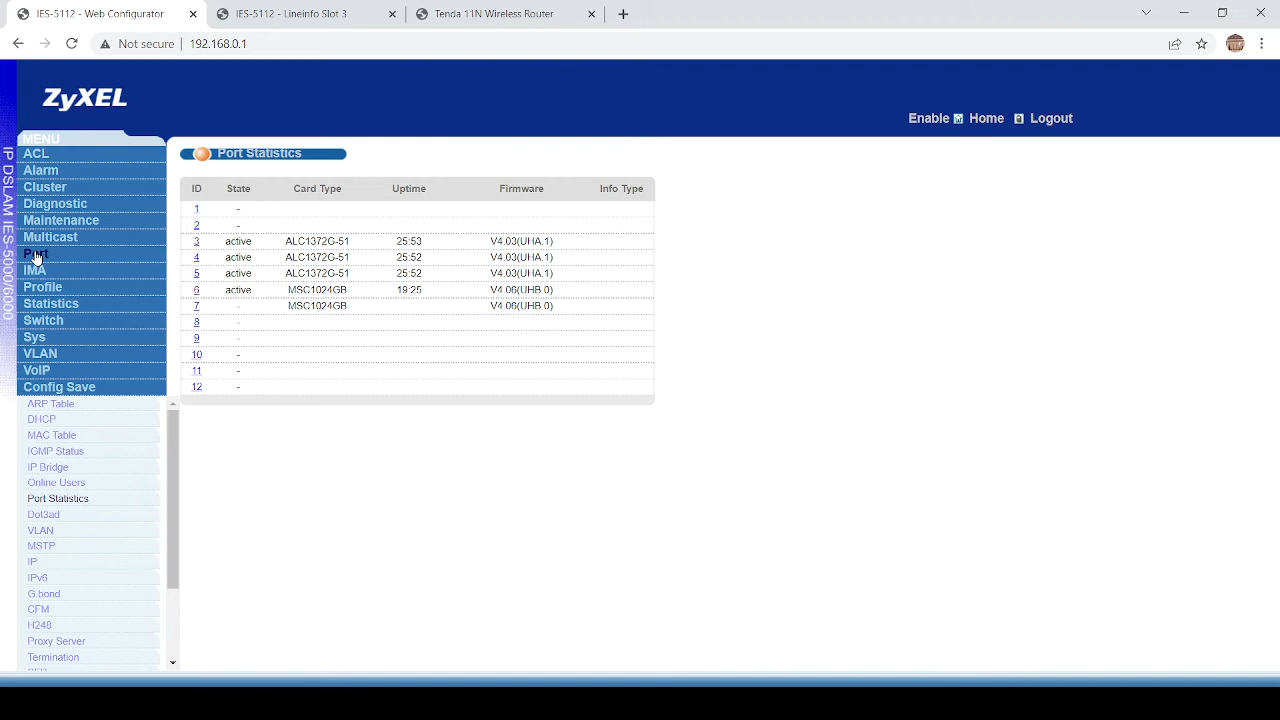 IES-5112 - Web Configurator
IES-5112 - Lineinfo Slot 3
Tenda 11N Wireless Router
Not secure
192.168.0.1
ZyXEL
Enable
Home
Logout
IP DSLAM IES-5000/6000
MENU
ACL
Alarm
Cluster
Diagnostic
Maintenance
Multicast
Port
IMA
Profile
Statistics
Switch
Sys
VLAN
VoIP
Config Save
ARP Table
DHCP
MAC Table
IGMP Status
IP Bridge
Online Users
Port Statistics
Dot3ad
VLAN
MSTP
IP
IPv6
G.bond
CFM
H248
Proxy Server
Termination
Port Statistics
ID State Card Type Uptime Firmware Info Type
1 -
2 -
3 active ALC1372G-51 25:53 V4.03(UHA.1)
4 active ALC1372G-51 25:52 V4.03(UHA.1)
5 active ALC1372G-51 25:52 V4.03(UHA.1)
6 active MSC1024GB 19:25 V4.06(UHB.0)
7 - MSC1024GB V4.06(UHB.0)
8 -
9 -
10 -
11 -
12 -